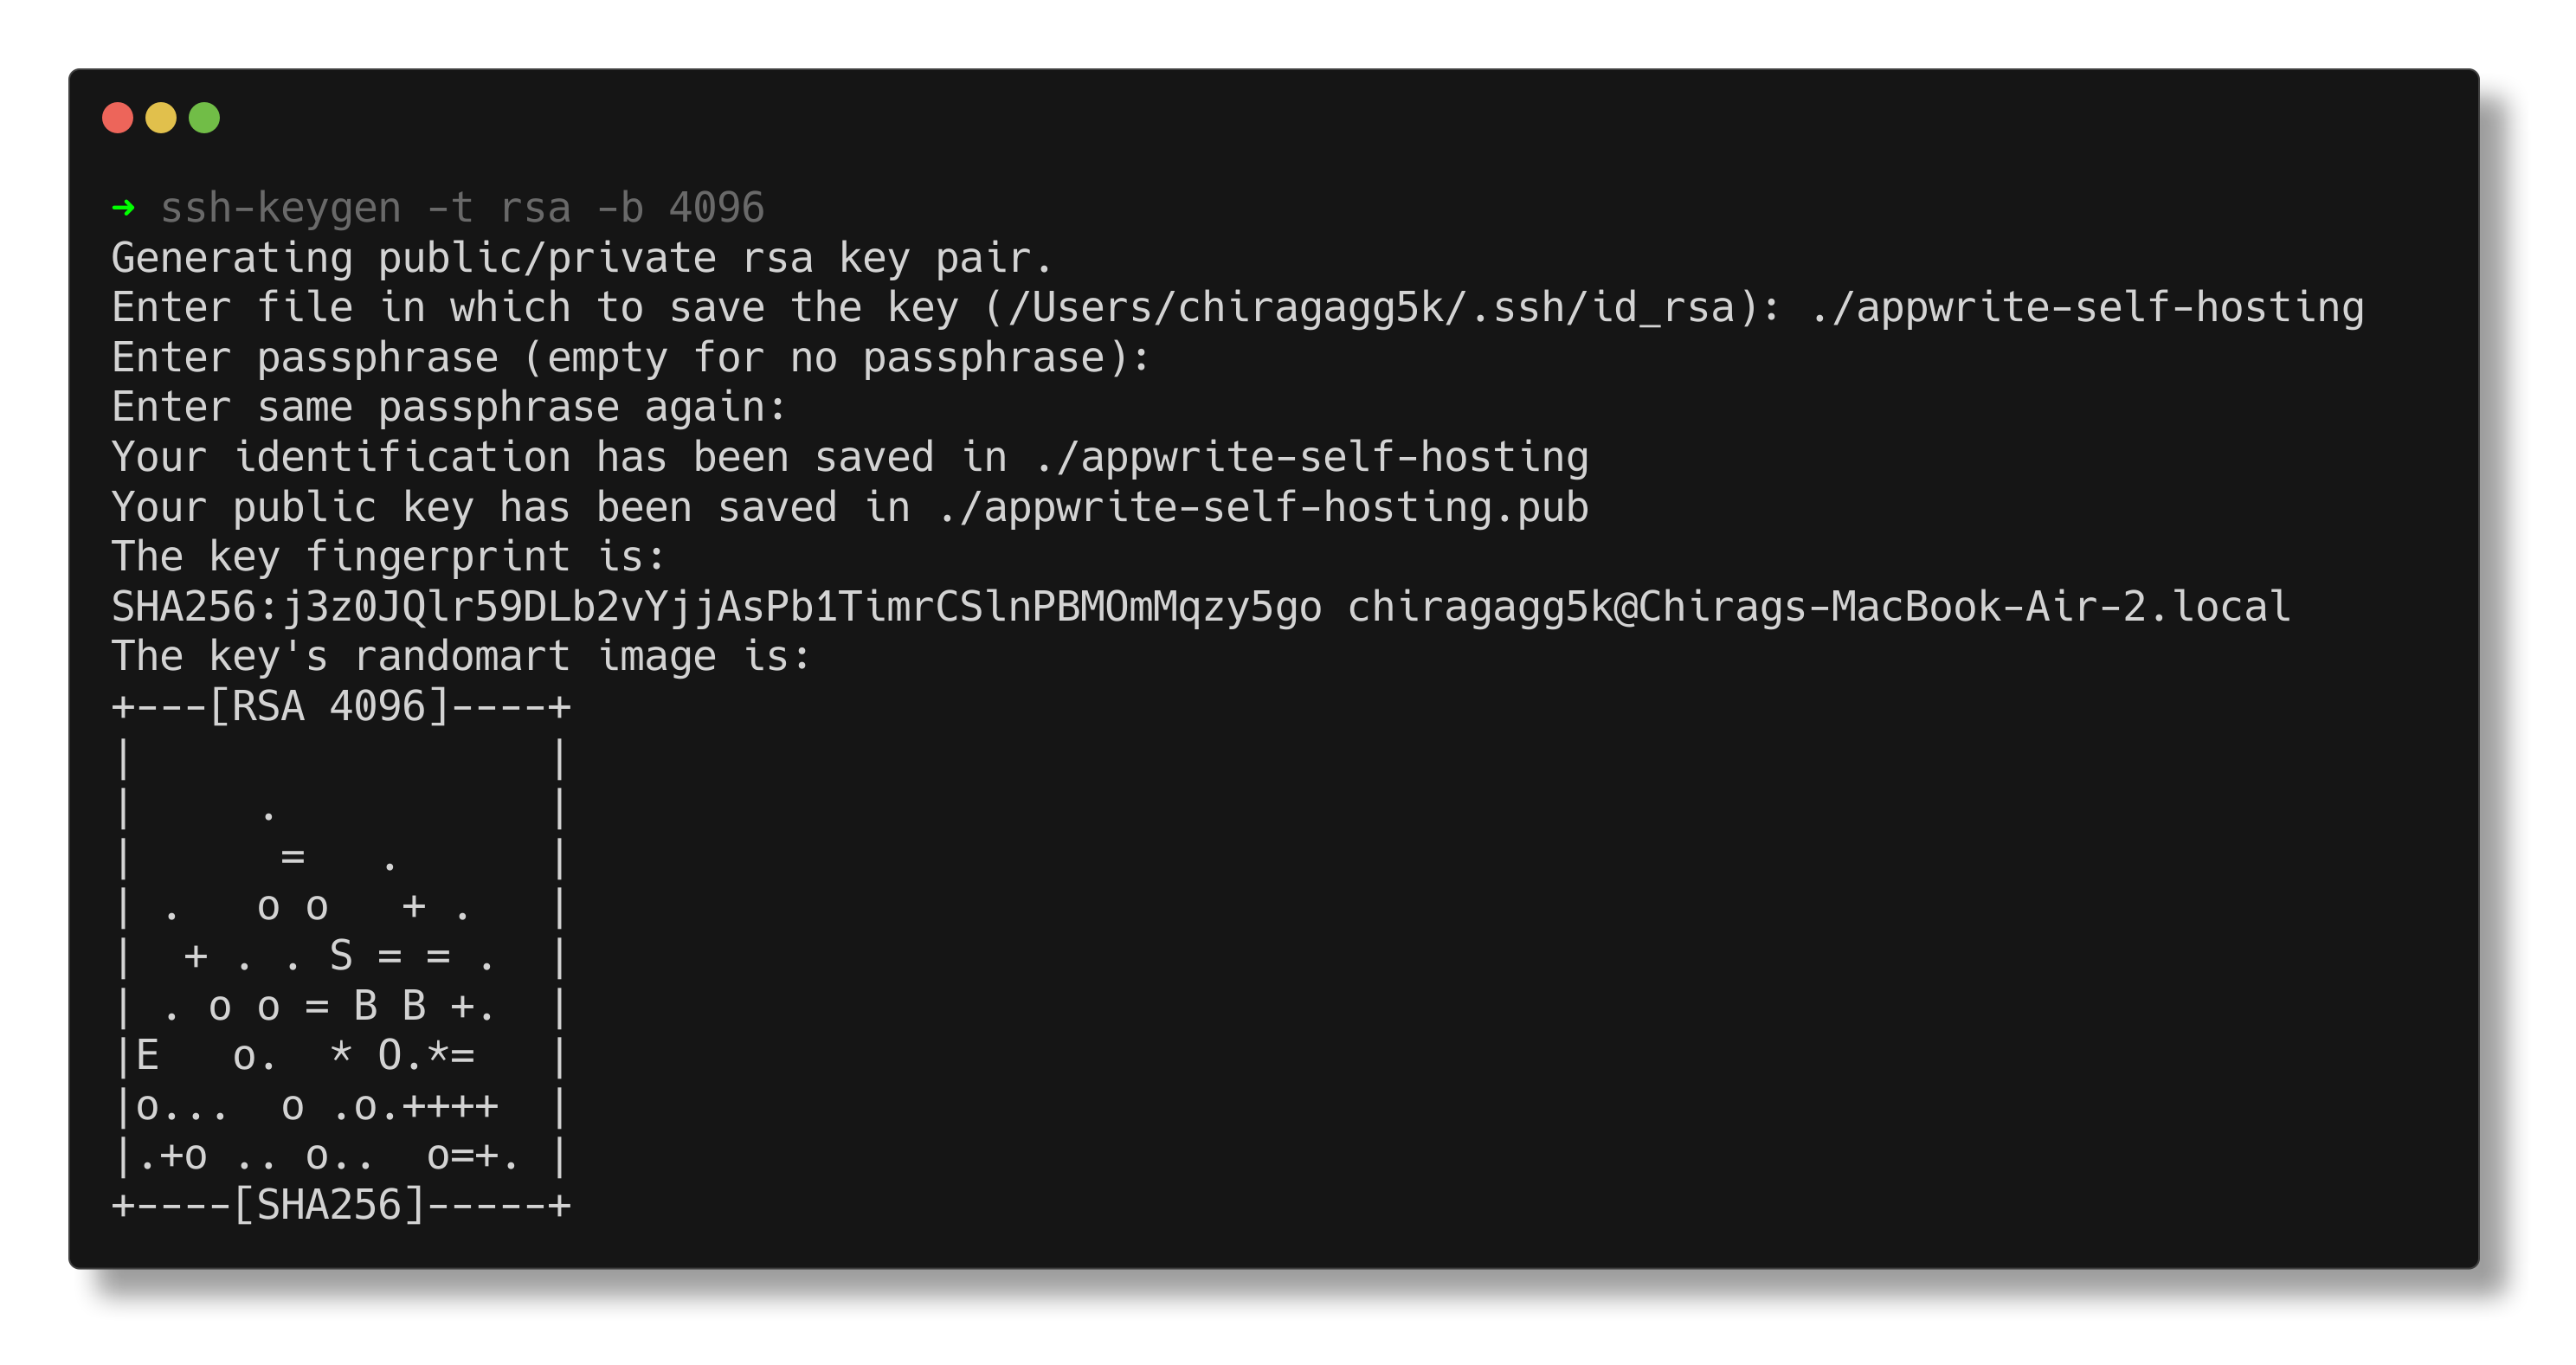 ➜ ssh-keygen -t rsa -b 4096
Generating public/private rsa key pair.
Enter file in which to save the key (/Users/chiragagg5k/.ssh/id_rsa): ./appwrite-self-hosting
Enter passphrase (empty for no passphrase):
Enter same passphrase again:
Your identification has been saved in ./appwrite-self-hosting
Your public key has been saved in ./appwrite-self-hosting.pub
The key fingerprint is:
SHA256:j3z0JQlr59DLb2vYjjAsPb1TimrCSlnPBMOmMqzy5go chiragagg5k@Chirags-MacBook-Air-2.local
The key's randomart image is:
+---[RSA 4096]----+
|                 |
|     .           |
|      =   .      |
| .   o o   + .   |
|  + . . S = = .  |
| . o o = B B +.  |
|E   o.  * O.*=   |
|o...  o .o.++++  |
|.+o .. o..  o=+. |
+----[SHA256]-----+